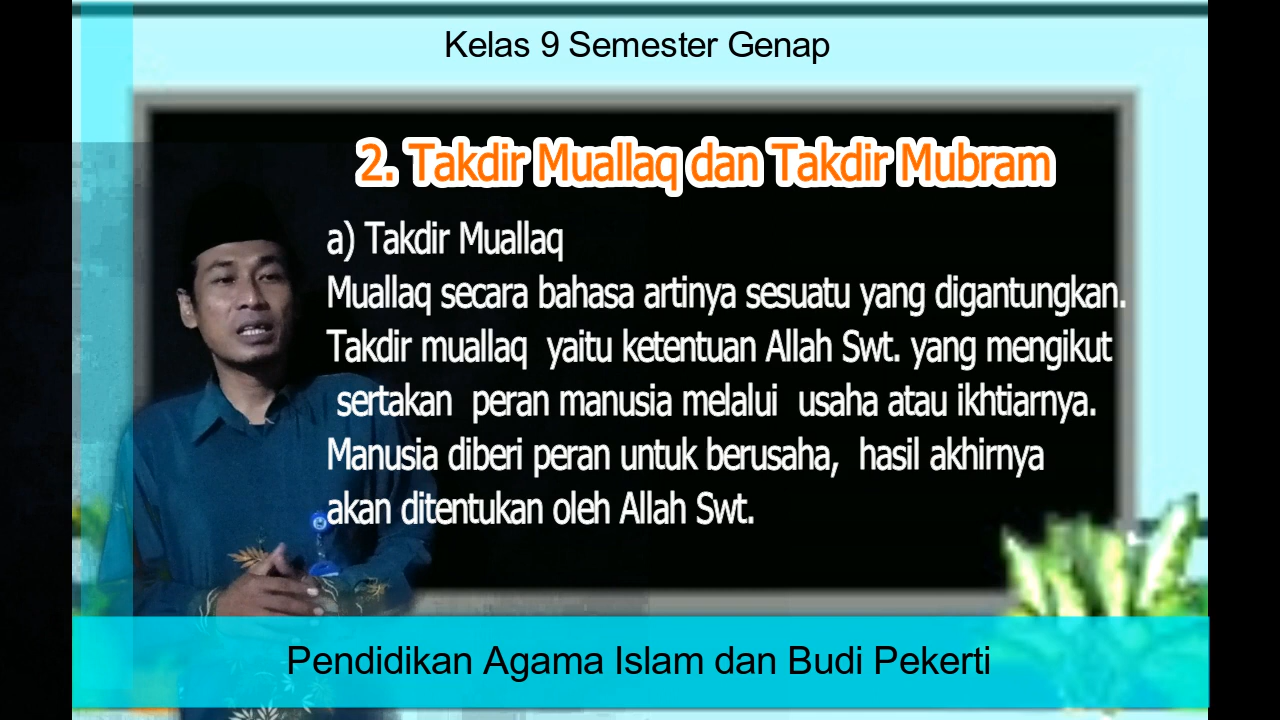 Kelas 9 Semester Genap
2. Takdir Muallaq dan Takdir Mubram
a) Takdir Muallaq
Muallaq secara bahasa artinya sesuatu yang digantungkan.
Takdir muallaq yaitu ketentuan Allah Swt. yang mengikut
sertakan peran manusia melalui usaha atau ikhtiarnya.
Manusia diberi peran untuk berusaha, hasil akhirnya
akan ditentukan oleh Allah Swt.
Pendidikan Agama Islam dan Budi Pekerti